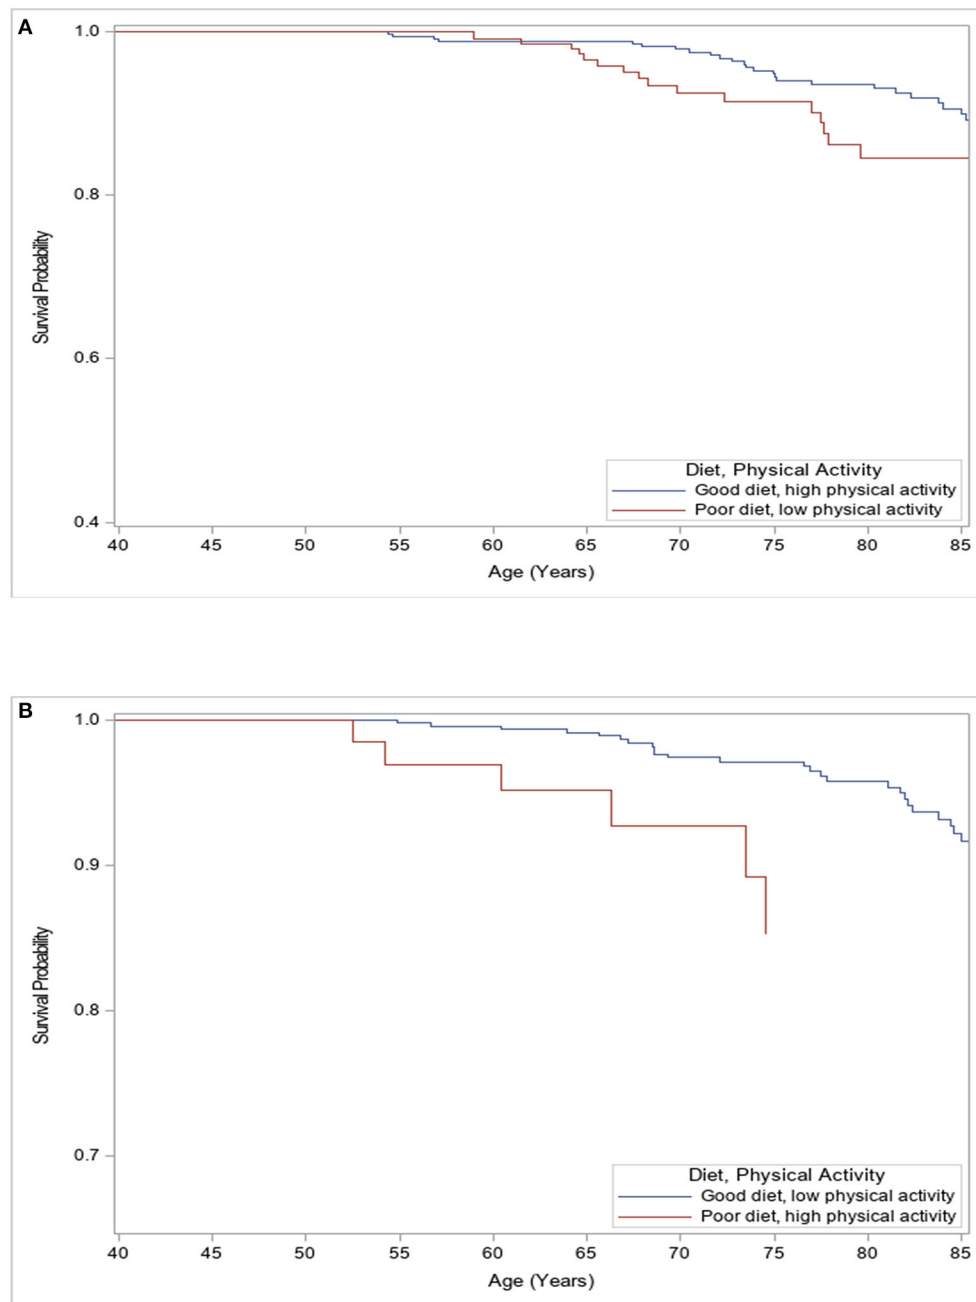 A
1.0
0.8
0.6
0.4
Survival Probability
Diet, Physical Activity
Good diet, high physical activity
Poor diet, low physical activity
40 45 50 55 60 65 70 75 80 85
Age (Years)
B
1.0
0.9
0.8
0.7
Survival Probability
Diet, Physical Activity
Good diet, low physical activity
Poor diet, high physical activity
40 45 50 55 60 65 70 75 80 85
Age (Years)